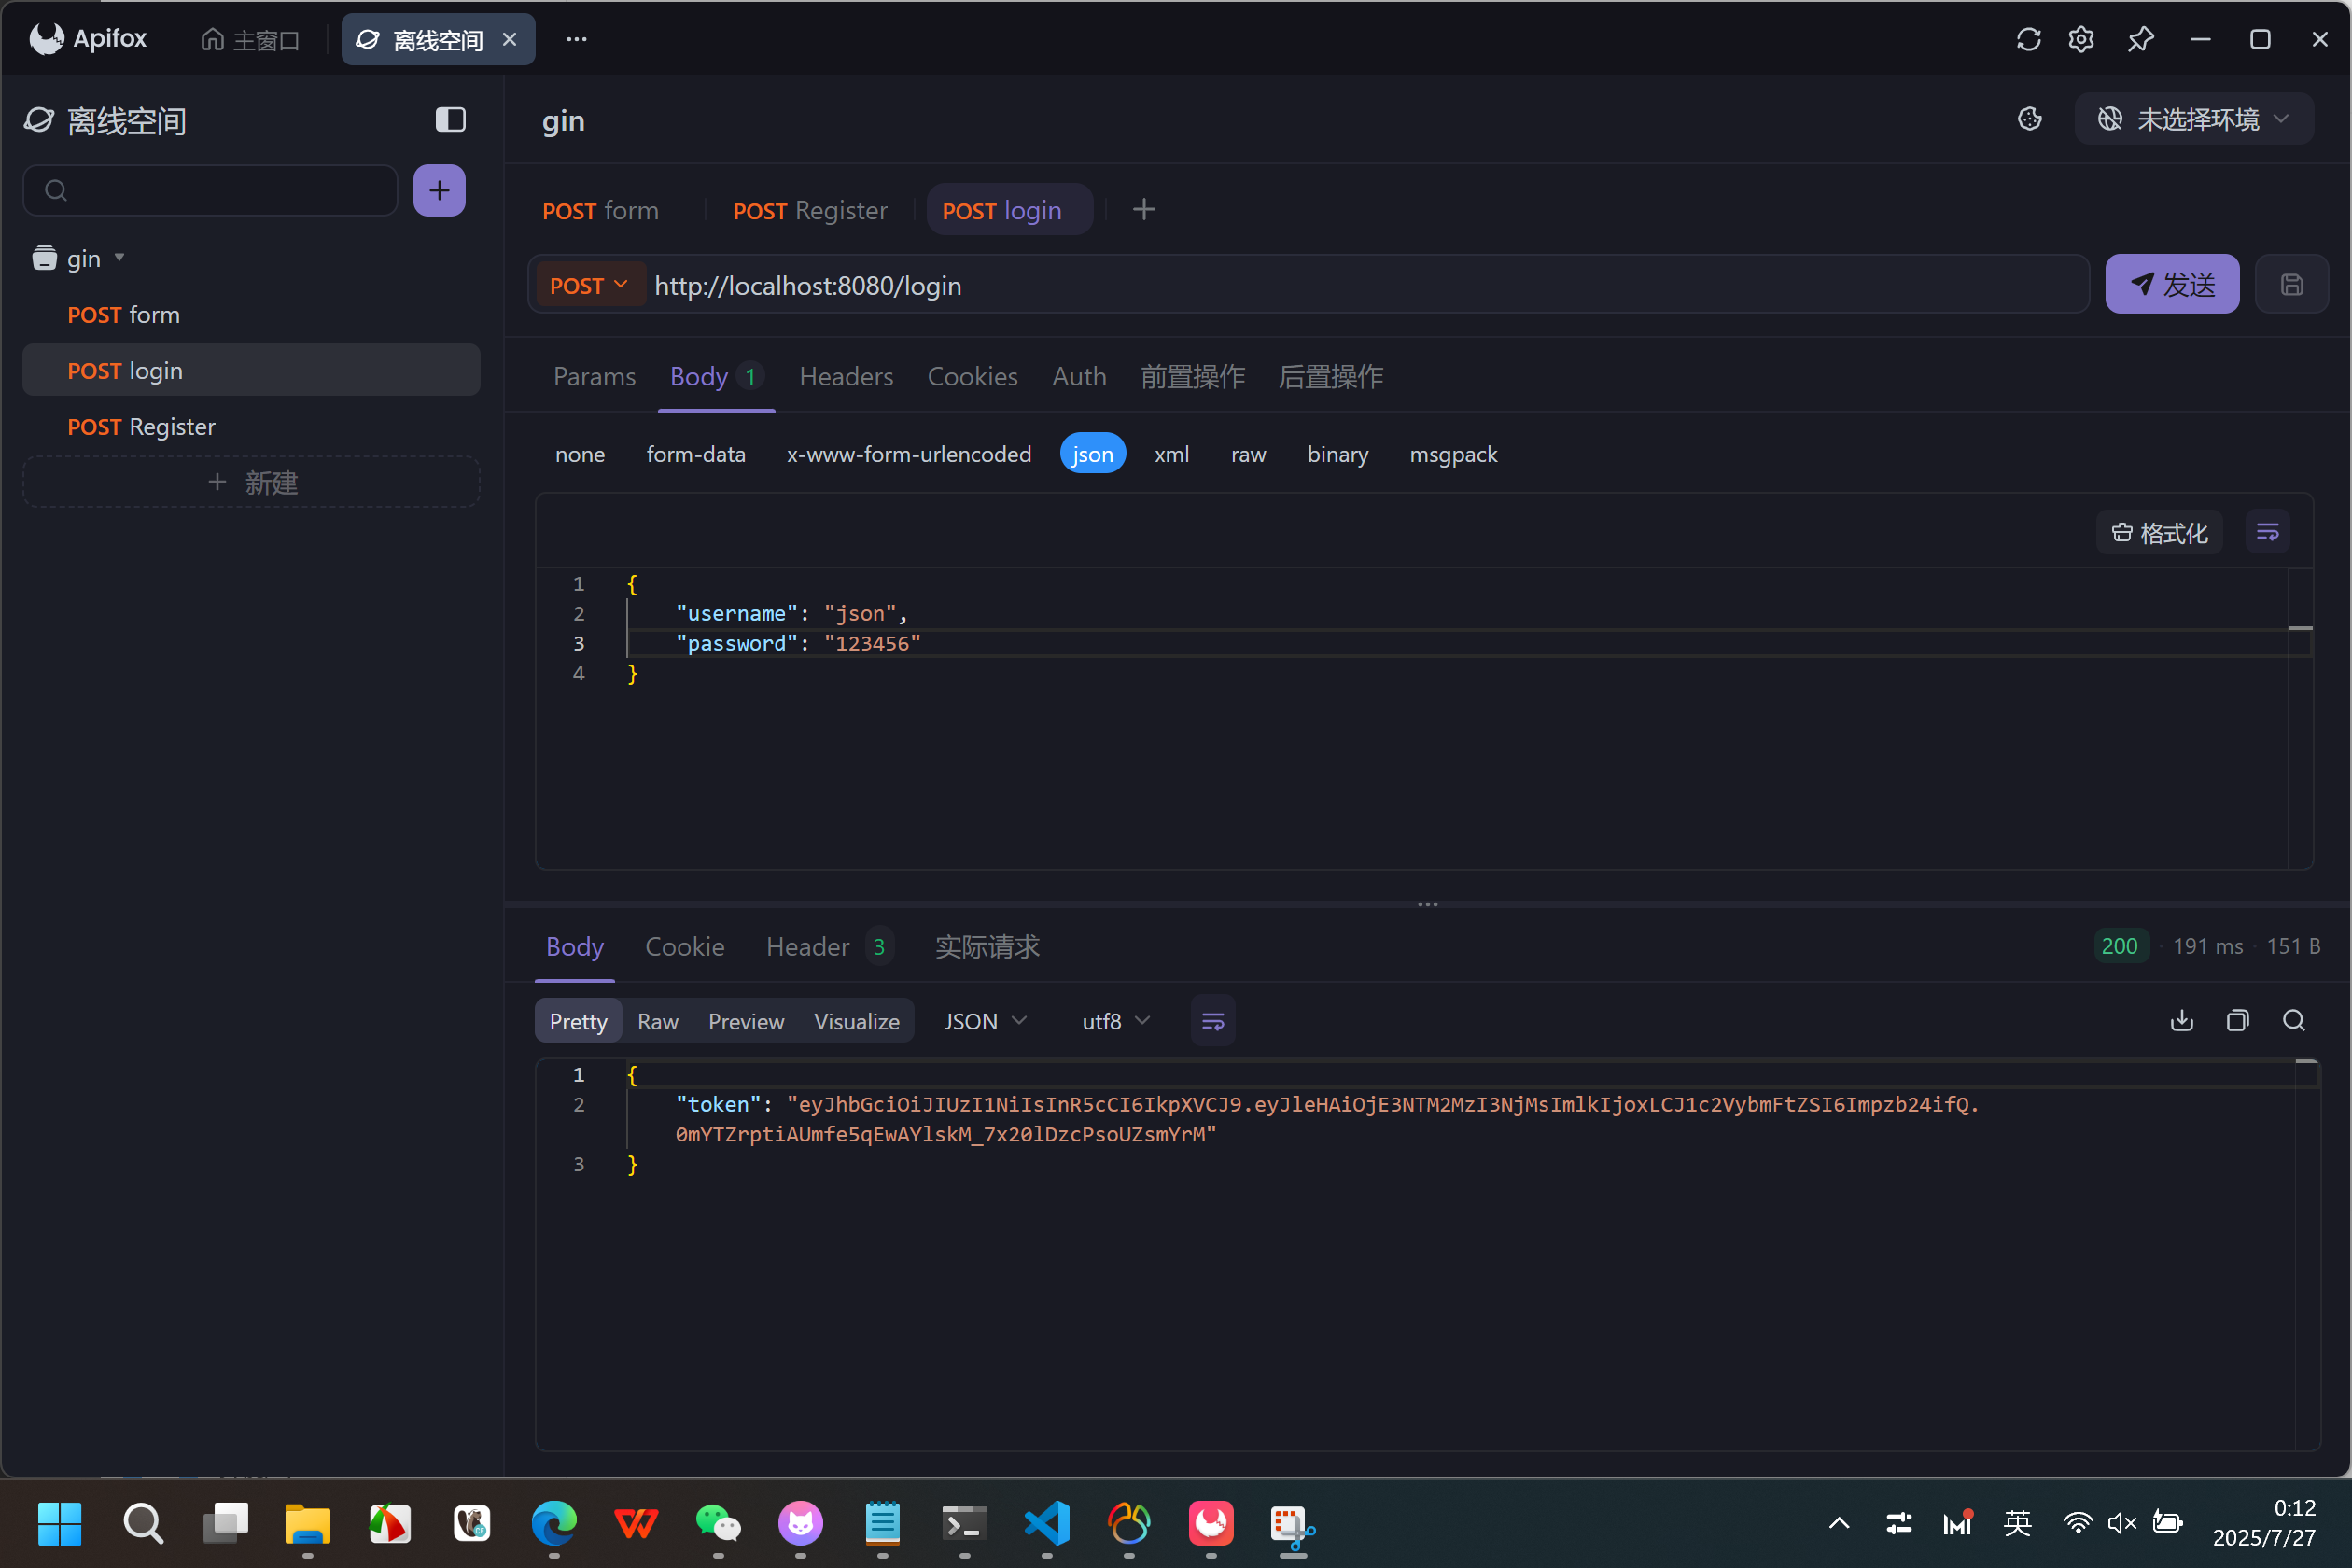 Apifox
主窗口
离线空间
离线空间
gin
未选择环境
gin
POST form
POST login
POST Register
新建
POST form
POST Register
POST login
POST
http://localhost:8080/login
发送
Params
Body 1
Headers
Cookies
Auth
前置操作
后置操作
none
form-data
x-www-form-urlencoded
json
xml
raw
binary
msgpack
格式化
1 {
2 "username": "json",
3 "password": "123456"
4 }
Body
Cookie
Header 3
实际请求
200 · 191 ms · 151 B
Pretty
Raw
Preview
Visualize
JSON
utf8
1 {
2 "token": "eyJhbGciOiJIUzI1NiIsInR5cCI6IkpXVCJ9.eyJleHAiOjE3NTM2MzI3NjMsImlkIjoxLCJ1c2VybmFtZSI6Impzb24ifQ.
0mYTZrptiAUmfe5qEwAYlskM_7x20lDzcPsoUZsmYrM"
3 }
CE
英
0:12
2025/7/27